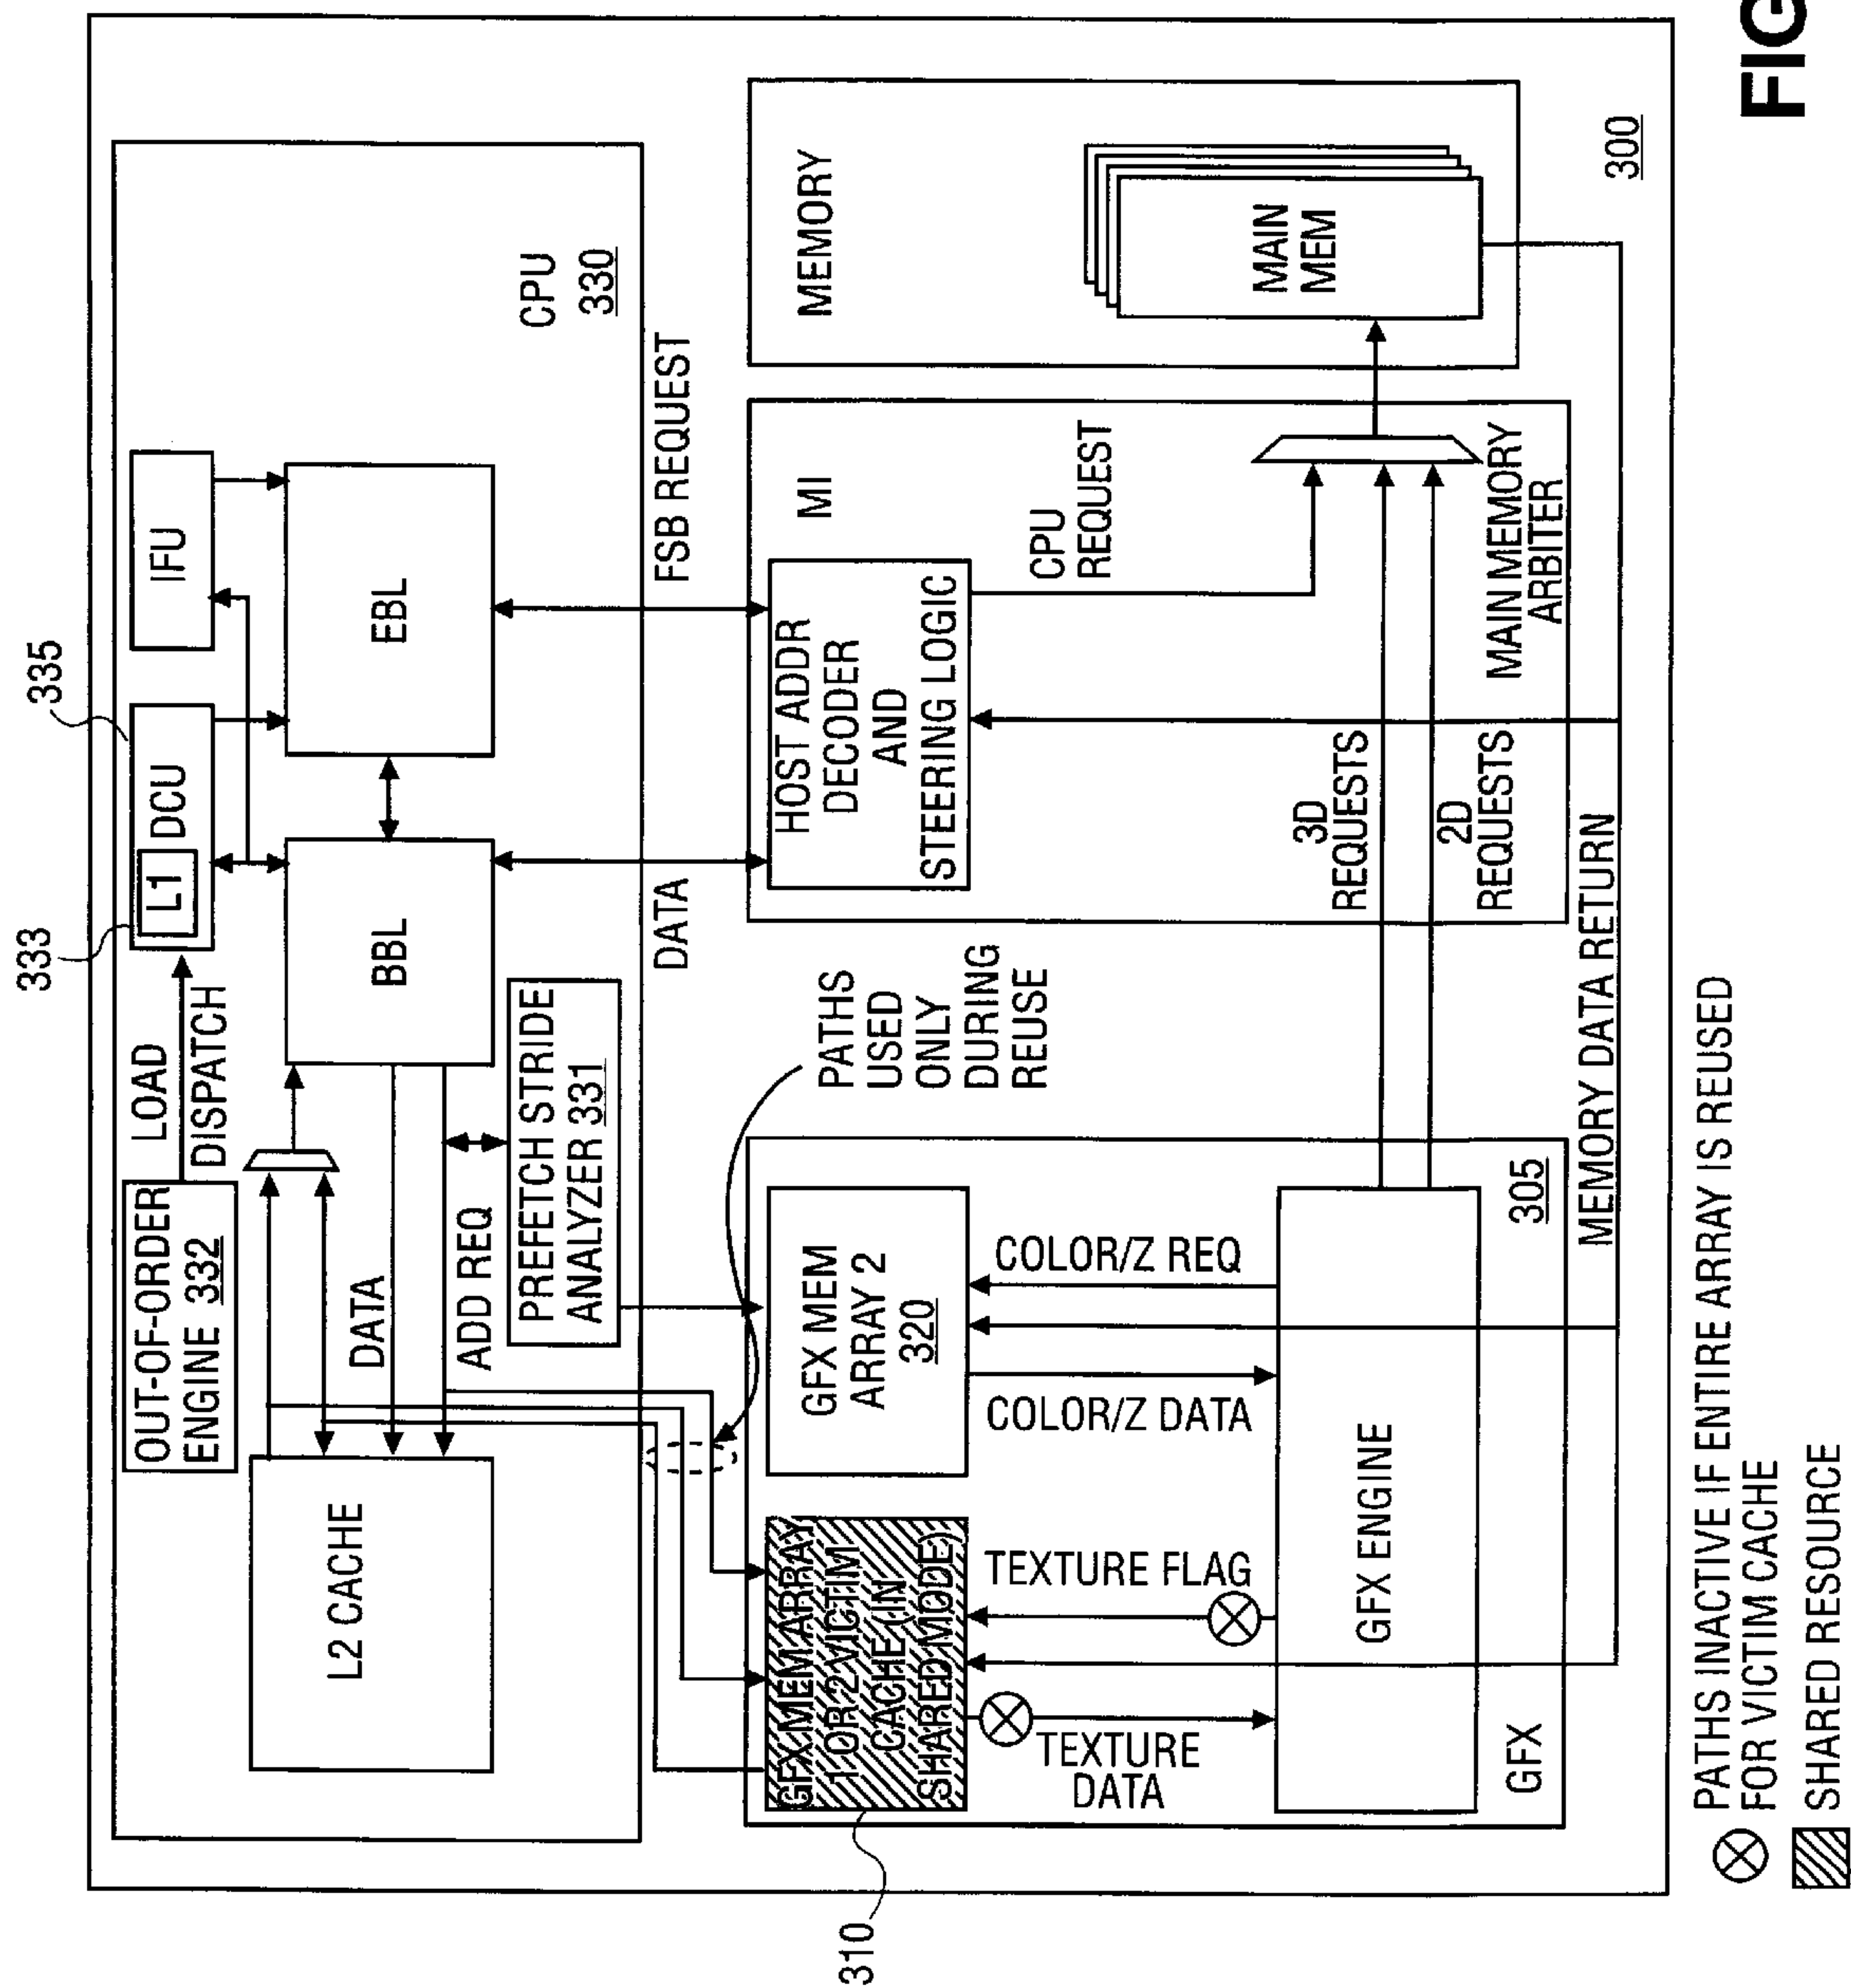 335
333
OUT-OF-ORDER
ENGINE 332
LOAD
DISPATCH
L1
DCU
IFU
L2 CACHE
DATA
ADD REQ
BBL
EBL
CPU
330
PREFETCH STRIDE
ANALYZER 331
DATA
FSB REQUEST
PATHS
USED
ONLY
DURING
REUSE
310
GFX MEM ARRAY
1 OR 2 VICTIM
CACHE (IN
SHARED MODE)
GFX MEM
ARRAY 2
320
HOST ADDR
DECODER
AND
STEERING LOGIC
MI
CPU
REQUEST
MEMORY
MAIN
MEM
TEXTURE FLAG
TEXTURE
DATA
COLOR/Z REQ
COLOR/Z DATA
GFX ENGINE
GFX
305
3D
REQUESTS
2D
REQUESTS
MAIN MEMORY
ARBITER
MEMORY DATA RETURN
300
PATHS INACTIVE IF ENTIRE ARRAY IS REUSED
FOR VICTIM CACHE
SHARED RESOURCE
FIG